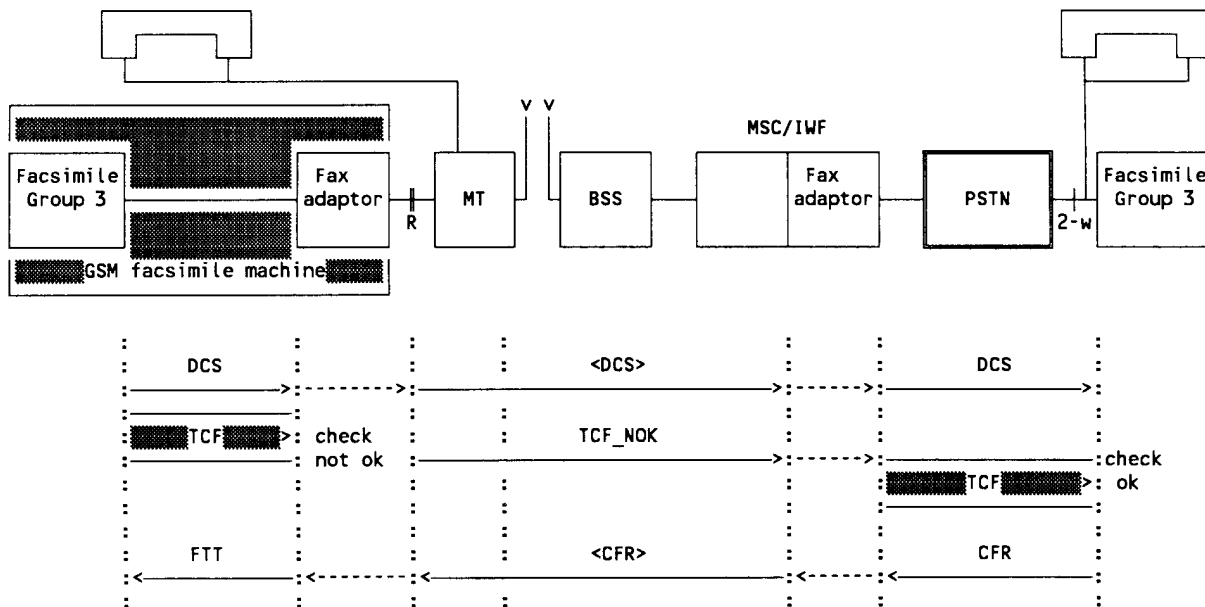 MSC/IWF
Facsimile
Group 3
Fax
adaptor
R
MT
BSS
Fax
adaptor
PSTN
2-w
Facsimile
Group 3
GSM facsimile machine
DCS
<DCS>
DCS
TCF
check
not ok
TCF_NOK
check
ok
TCF
FTT
<CFR>
CFR